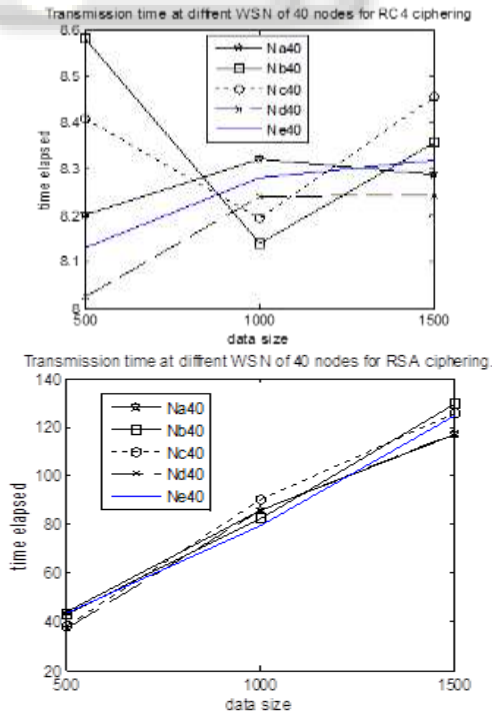 Transmission time at diffrent WSN of 40 nodes for RC4 ciphering
8.6
8.5
8.4
8.3
8.2
8.1
8
time elapsed
Na40
Nb40
Nc40
Nd40
Ne40
500
1000
1500
data size
Transmission time at diffrent WSN of 40 nodes for RSA ciphering.
140
120
100
80
60
40
20
time elapsed
Na40
Nb40
Nc40
Nd40
Ne40
500
1000
1500
data size